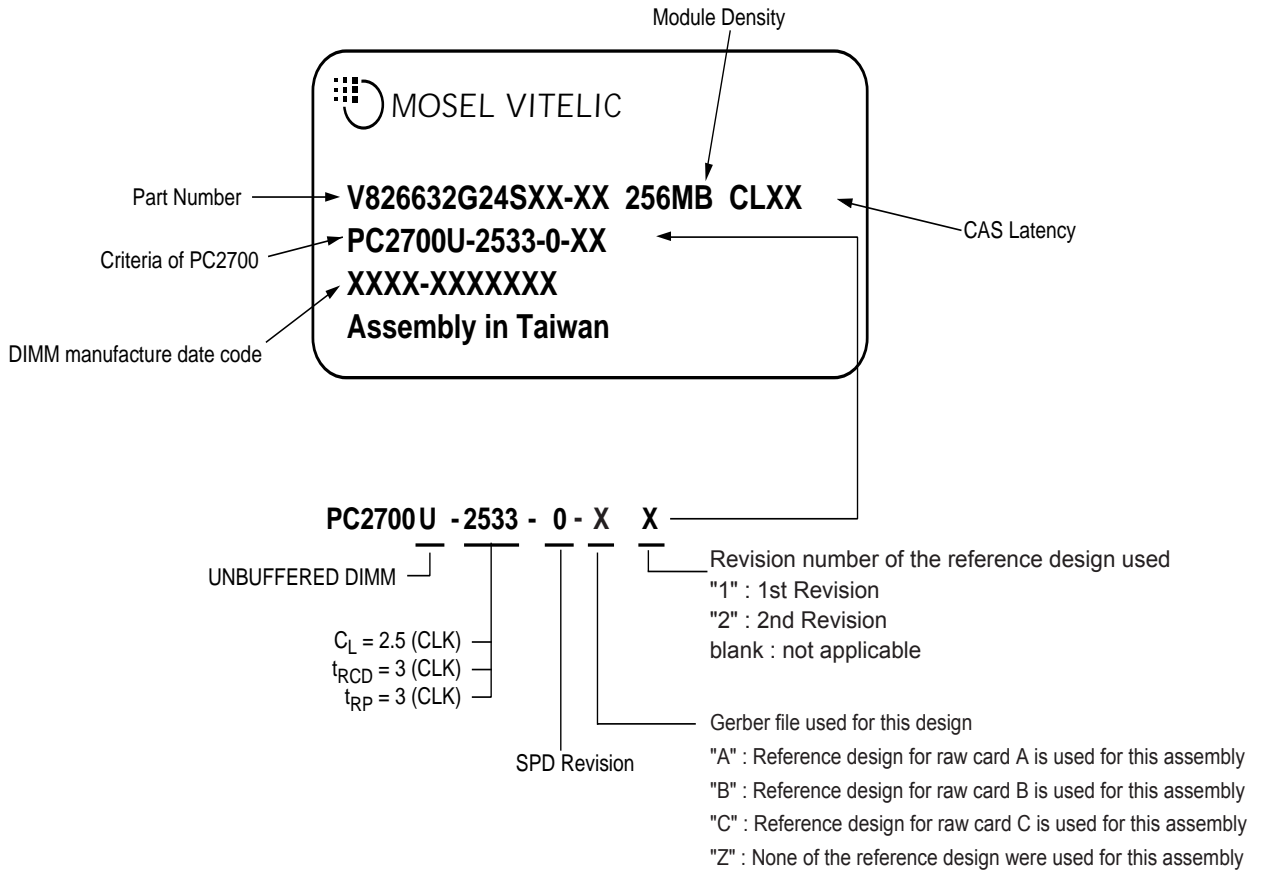 Module Density
MOSEL VITELIC
Part Number
V826632G24SXX-XX 256MB CLXX
CAS Latency
Criteria of PC2700
PC2700U-2533-0-XX
DIMM manufacture date code
XXXX-XXXXXXX
Assembly in Taiwan
PC2700 U - 2533 - 0 - X X
UNBUFFERED DIMM
CL = 2.5 (CLK)
tRCD = 3 (CLK)
tRP = 3 (CLK)
SPD Revision
Revision number of the reference design used
"1" : 1st Revision
"2" : 2nd Revision
blank : not applicable
Gerber file used for this design
"A" : Reference design for raw card A is used for this assembly
"B" : Reference design for raw card B is used for this assembly
"C" : Reference design for raw card C is used for this assembly
"Z" : None of the reference design were used for this assembly